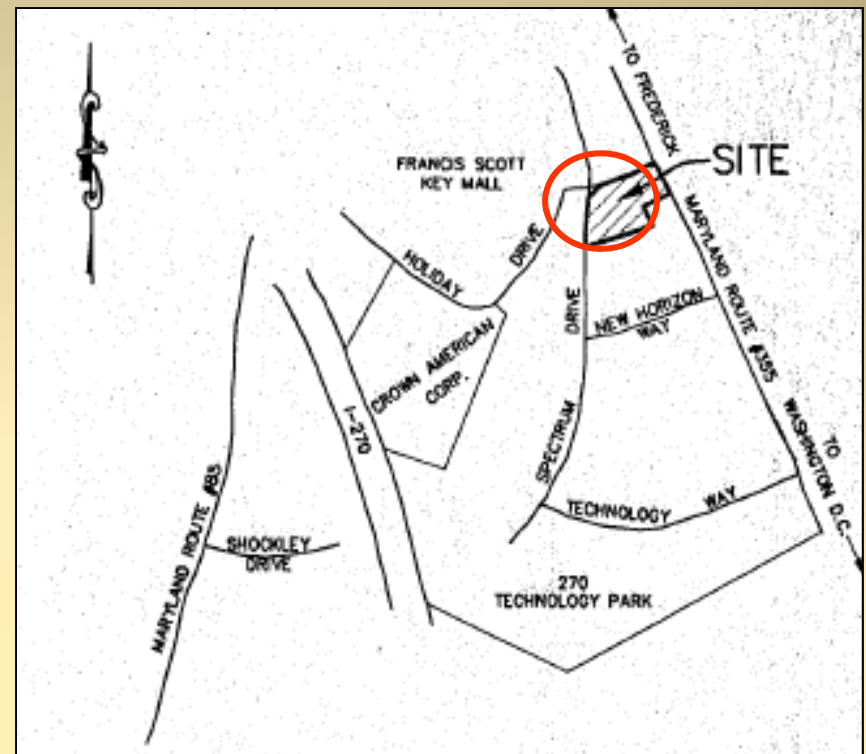 TO FREDERICK
FRANCIS SCOTT
KEY MALL
SITE
HOLIDAY
DRIVE
MARYLAND ROUTE #355
DRIVE
NEW HORIZON
WAY
CROWN AMERICAN
CORP.
I-270
SPECTRUM
TO
WASHINGTON D.C.
MARYLAND ROUTE #85
TECHNOLOGY WAY
SHOCKLEY
DRIVE
270
TECHNOLOGY PARK